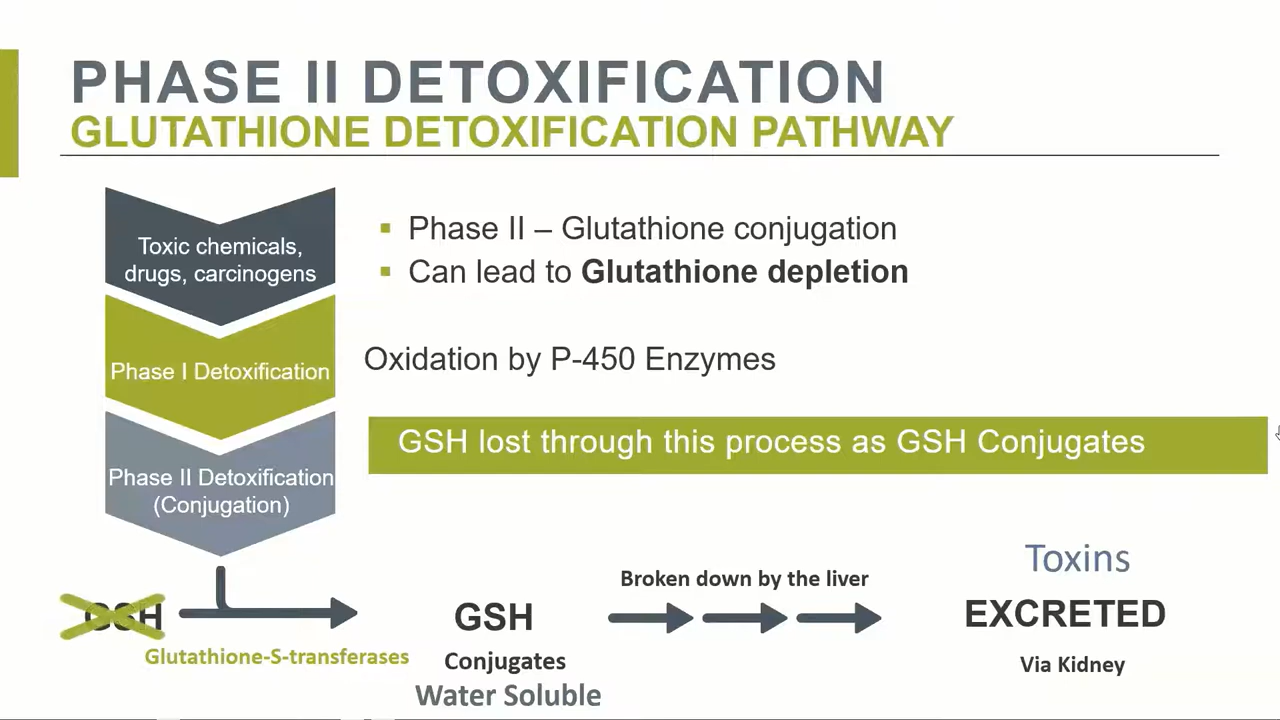 PHASE II DETOXIFICATION
GLUTATHIONE DETOXIFICATION PATHWAY
Toxic chemicals,
drugs, carcinogens
▪ Phase II – Glutathione conjugation
▪ Can lead to Glutathione depletion
Phase I Detoxification
Oxidation by P-450 Enzymes
Phase II Detoxification
(Conjugation)
GSH lost through this process as GSH Conjugates
GSH
Glutathione-S-transferases
GSH
Conjugates
Water Soluble
Broken down by the liver
Toxins
EXCRETED
Via Kidney